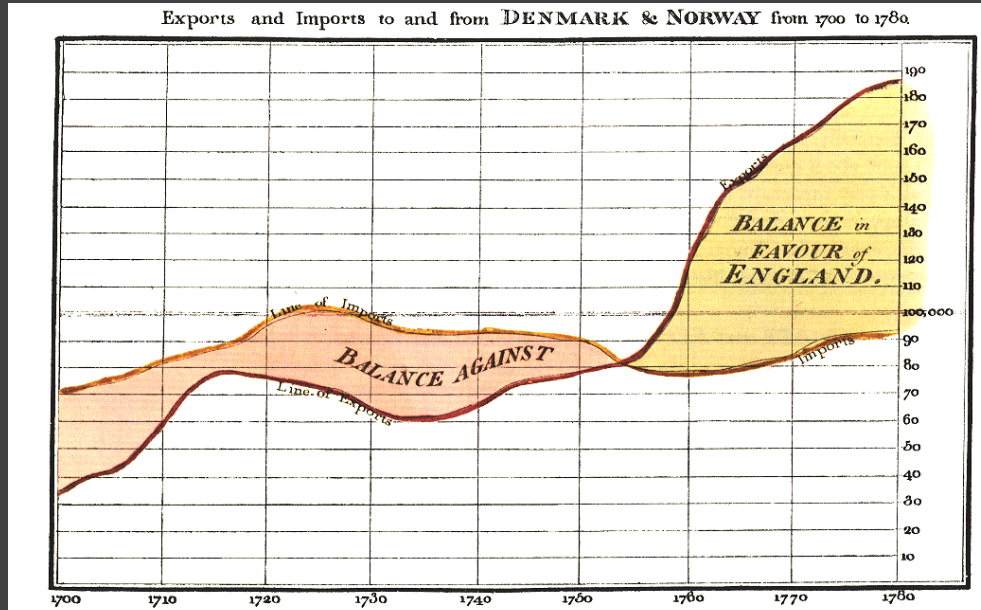 Exports and Imports to and from DENMARK & NORWAY from 1700 to 1780.
190
180
170
160
150
140
130
120
110
100,000
90
80
70
60
50
40
30
20
10
Exports
BALANCE in
FAVOUR of
ENGLAND.
Line of Imports
BALANCE AGAINST
Imports
Line of Exports
1700 1710 1720 1730 1740 1750 1760 1770 1780